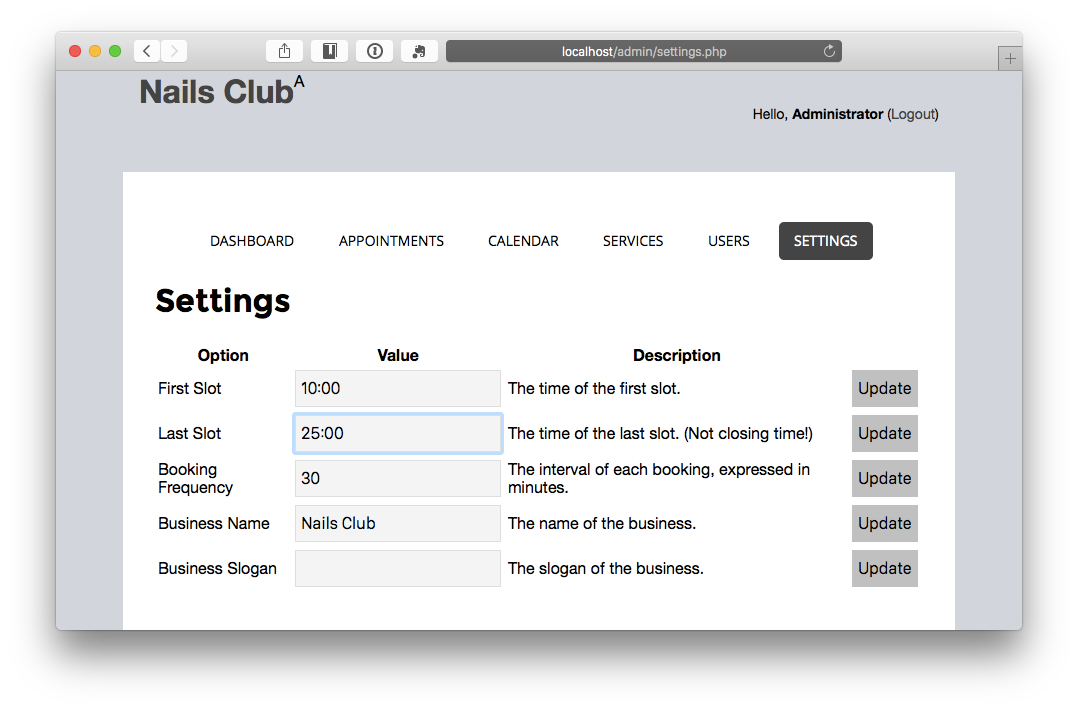 localhost/admin/settings.php
Nails Club A
Hello, Administrator (Logout)
DASHBOARD APPOINTMENTS CALENDAR SERVICES USERS SETTINGS
Settings
Option Value Description
First Slot 10:00 The time of the first slot. Update
Last Slot 25:00 The time of the last slot. (Not closing time!) Update
Booking Frequency 30 The interval of each booking, expressed in minutes. Update
Business Name Nails Club The name of the business. Update
Business Slogan The slogan of the business. Update